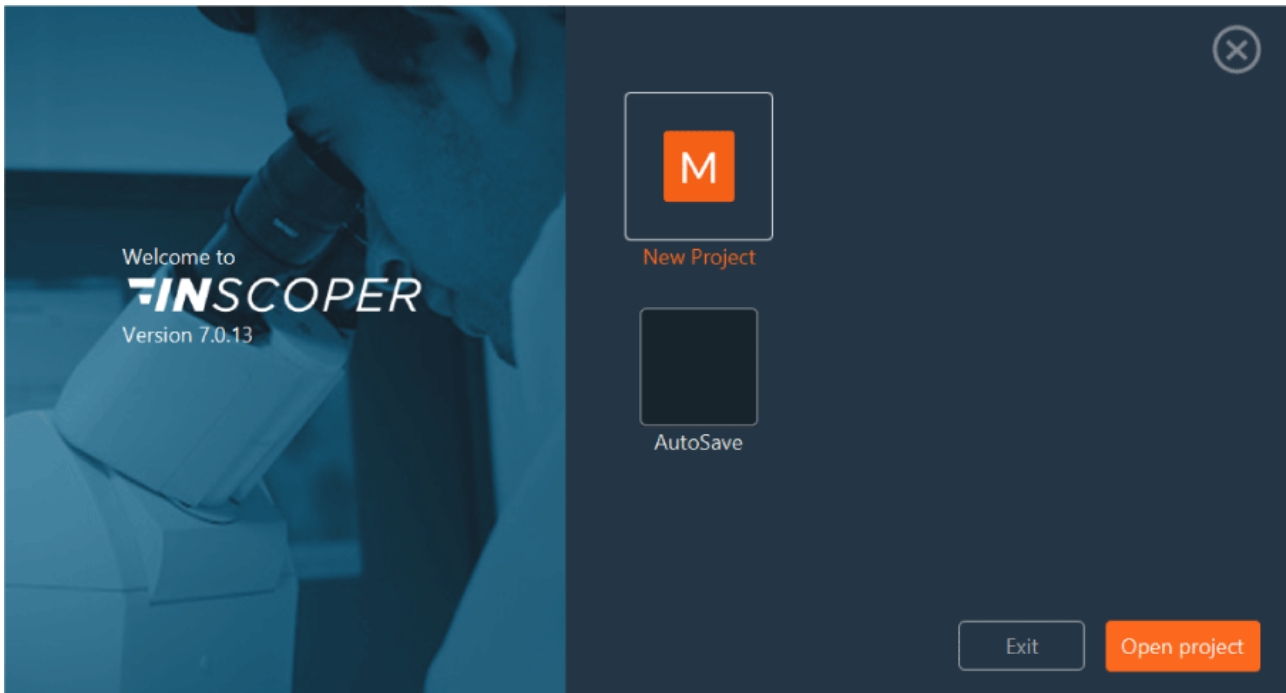 Welcome to
INSCOPER
Version 7.0.13
M
New Project
AutoSave
Exit
Open project